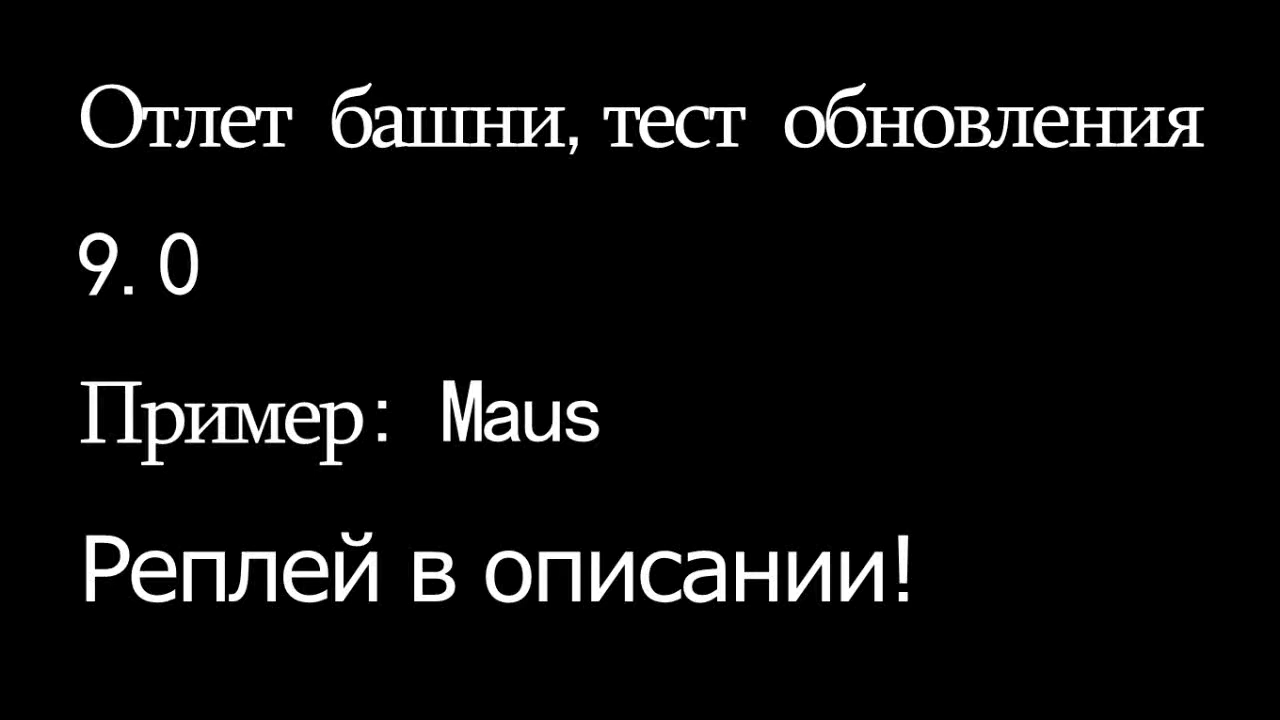 Отлет башни, тест обновления
9.0
Пример: Maus
Реплей в описании!